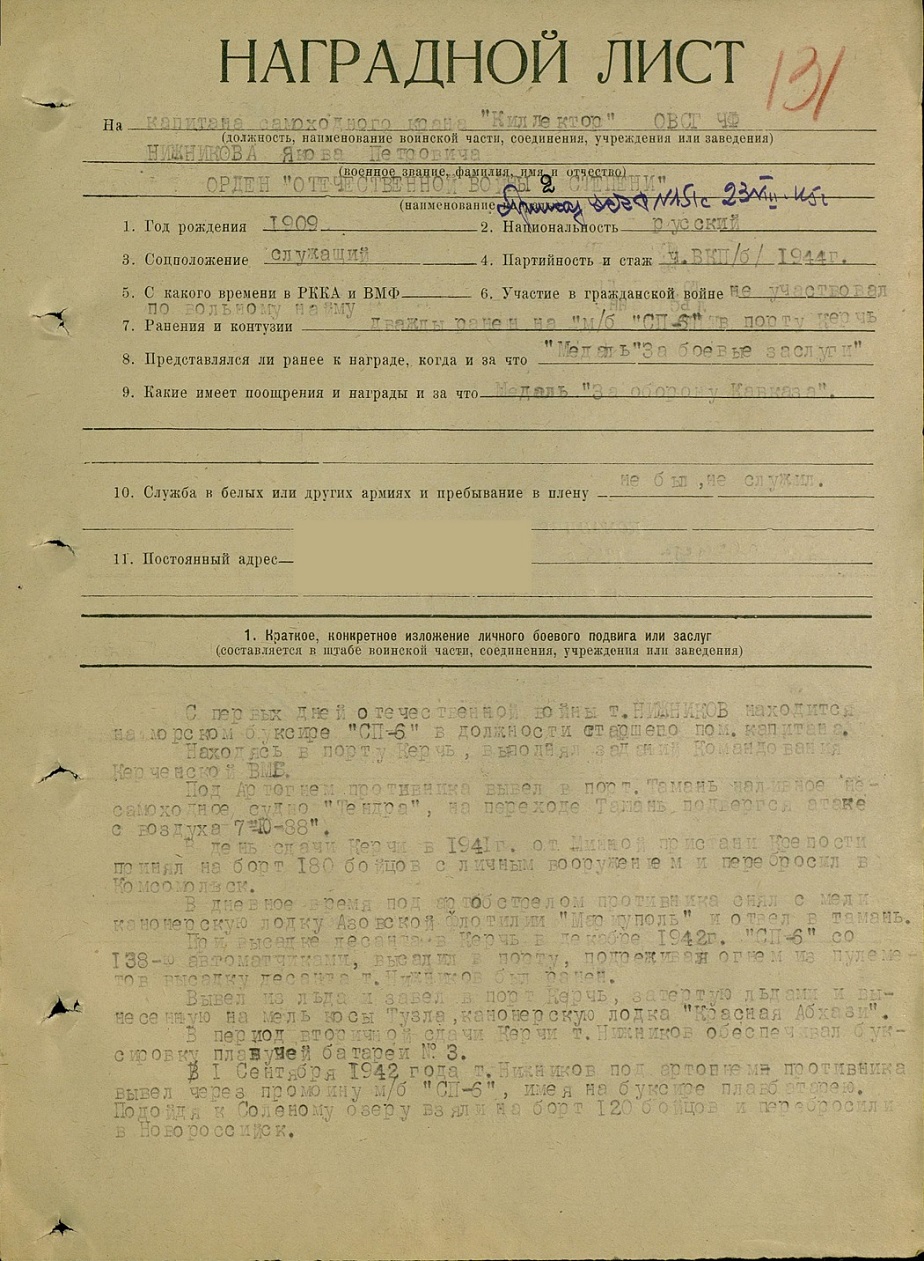 НАГРАДНОЙ ЛИСТ
131
На капитана самоходного крана "Киллектор" ОВСГ ЧФ
(должность, наименование воинской части, соединения, учреждения или заведения)
НИЖНИКОВА Якова Петровича
(военное звание, фамилия, имя и отчество)
ОРДЕН "ОТЕЧЕСТВЕННОЙ ВОЙНЫ 2 СТЕПЕНИ"
(наименование
Приказ №151с 23 VII 45г
1. Год рождения 1909 2. Национальность русский
3. Соцположение служащий 4. Партийность и стаж ч.ВКП/б/ 1944г.
5. С какого времени в РККА и ВМФ 6. Участие в гражданской войне не участвовал
по вольному найму
7. Ранения и контузии дважды ранен на "м/б "СП-6" в порту Керчь
8. Представлялся ли ранее к награде, когда и за что "Медаль"За боевые заслуги"
9. Какие имеет поощрения и награды и за что Медаль "За оборону Кавказа".
10. Служба в белых или других армиях и пребывание в плену не был, не служил.
11. Постоянный адрес
1. Краткое, конкретное изложение личного боевого подвига или заслуг
(составляется в штабе воинской части, соединения, учреждения или заведения)
С первых дней отечественной войны т.НИЖНИКОВ находится
на морском буксире "СП-6" в должности старшего пом. капитана.
Находясь в порту Керчь, выполнял задания Командования
Керченской ВМБ.
Под Артогнем противника вывел в порт. Тамань наливное не-
самоходное судно "Тендра", на переходе Тамань подвергся атаке
с воздуха 7"Ю-88".
В день сдачи Керчи в 1941г. от Минной пристани Крепости
принял на борт 180 бойцов с личным вооружением и перебросил в
Комсомольск.
В дневное время под артобстрелом противника снял с мели
канонерскую лодку Азовской флотилии "Мариуполь" и отвел в тамань.
При высадке десанта в Керчь в декабре 1942г. "СП-6" со
138-ю автоматчиками, высадил в порту, подреживая огнем из пулеме-
тов высадку десанта т. Нижников был ранен.
Вывел из льда и завел в порт Керчь, затертую льдами и вы-
несенную на мель косы Тузла, канонерскую лодка "Красная Абхази".
В период вторичной сдачи Керчи т. Нижников обеспечивал бук-
сировку плавучей батареи № 3.
В I Сентября 1942 года т. Нижников под артогнем противника
вывел через промоину м/б "СП-6", имея на буксире плавбатарею.
Подойдя к Соленому озеру взяли на борт 120 бойцов и перебросили
в Новороссийск.